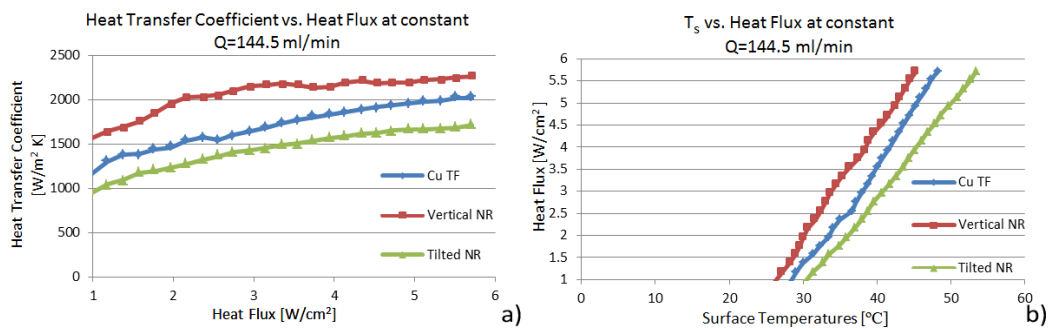 Heat Transfer Coefficient vs. Heat Flux at constant
Q=144.5 ml/min
Heat Transfer Coefficient
[W/m² K]
2500
2000
1500
1000
500
0
1
2
3
4
5
6
Heat Flux [W/cm²]
Cu TF
Vertical NR
Tilted NR
a)
Tₛ vs. Heat Flux at constant
Q=144.5 ml/min
Heat Flux [W/cm²]
6
5.5
5
4.5
4
3.5
3
2.5
2
1.5
1
0
10
20
30
40
50
60
Surface Temperatures [°C]
Cu TF
Vertical NR
Tilted NR
b)